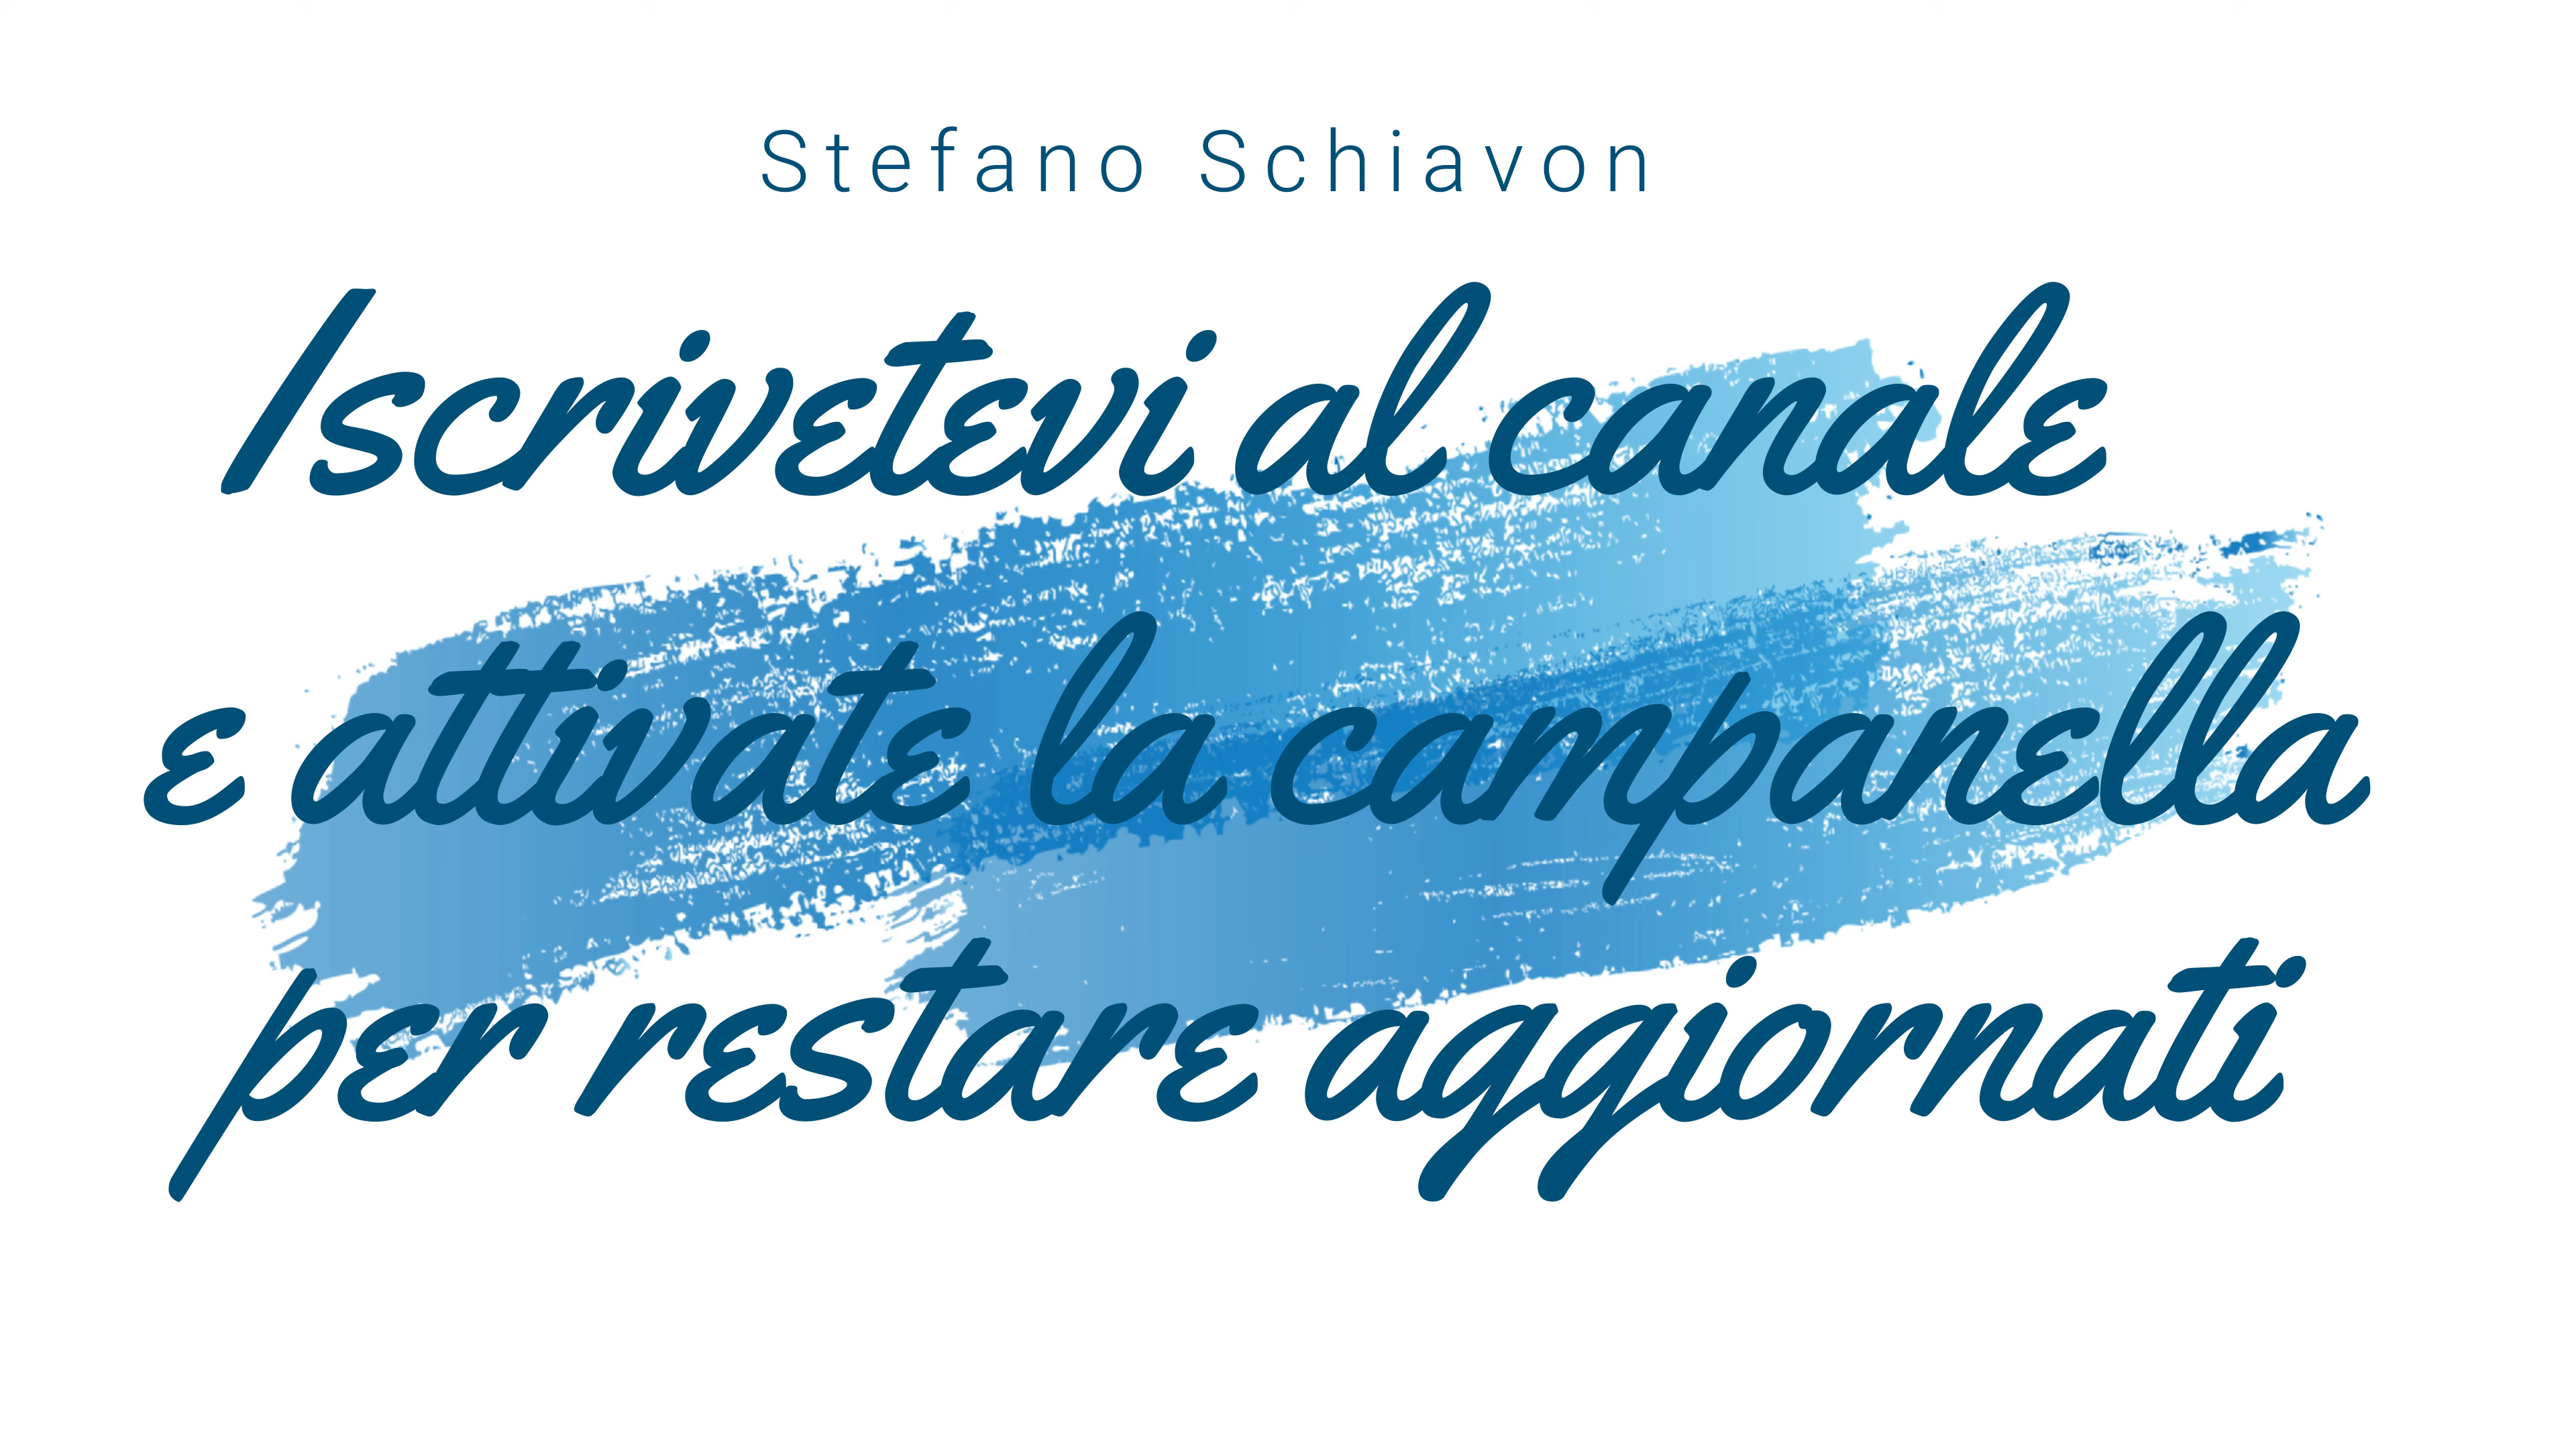 Stefano Schiavon
Iscrivetevi al canale
e attivate la campanella
per restare aggiornati